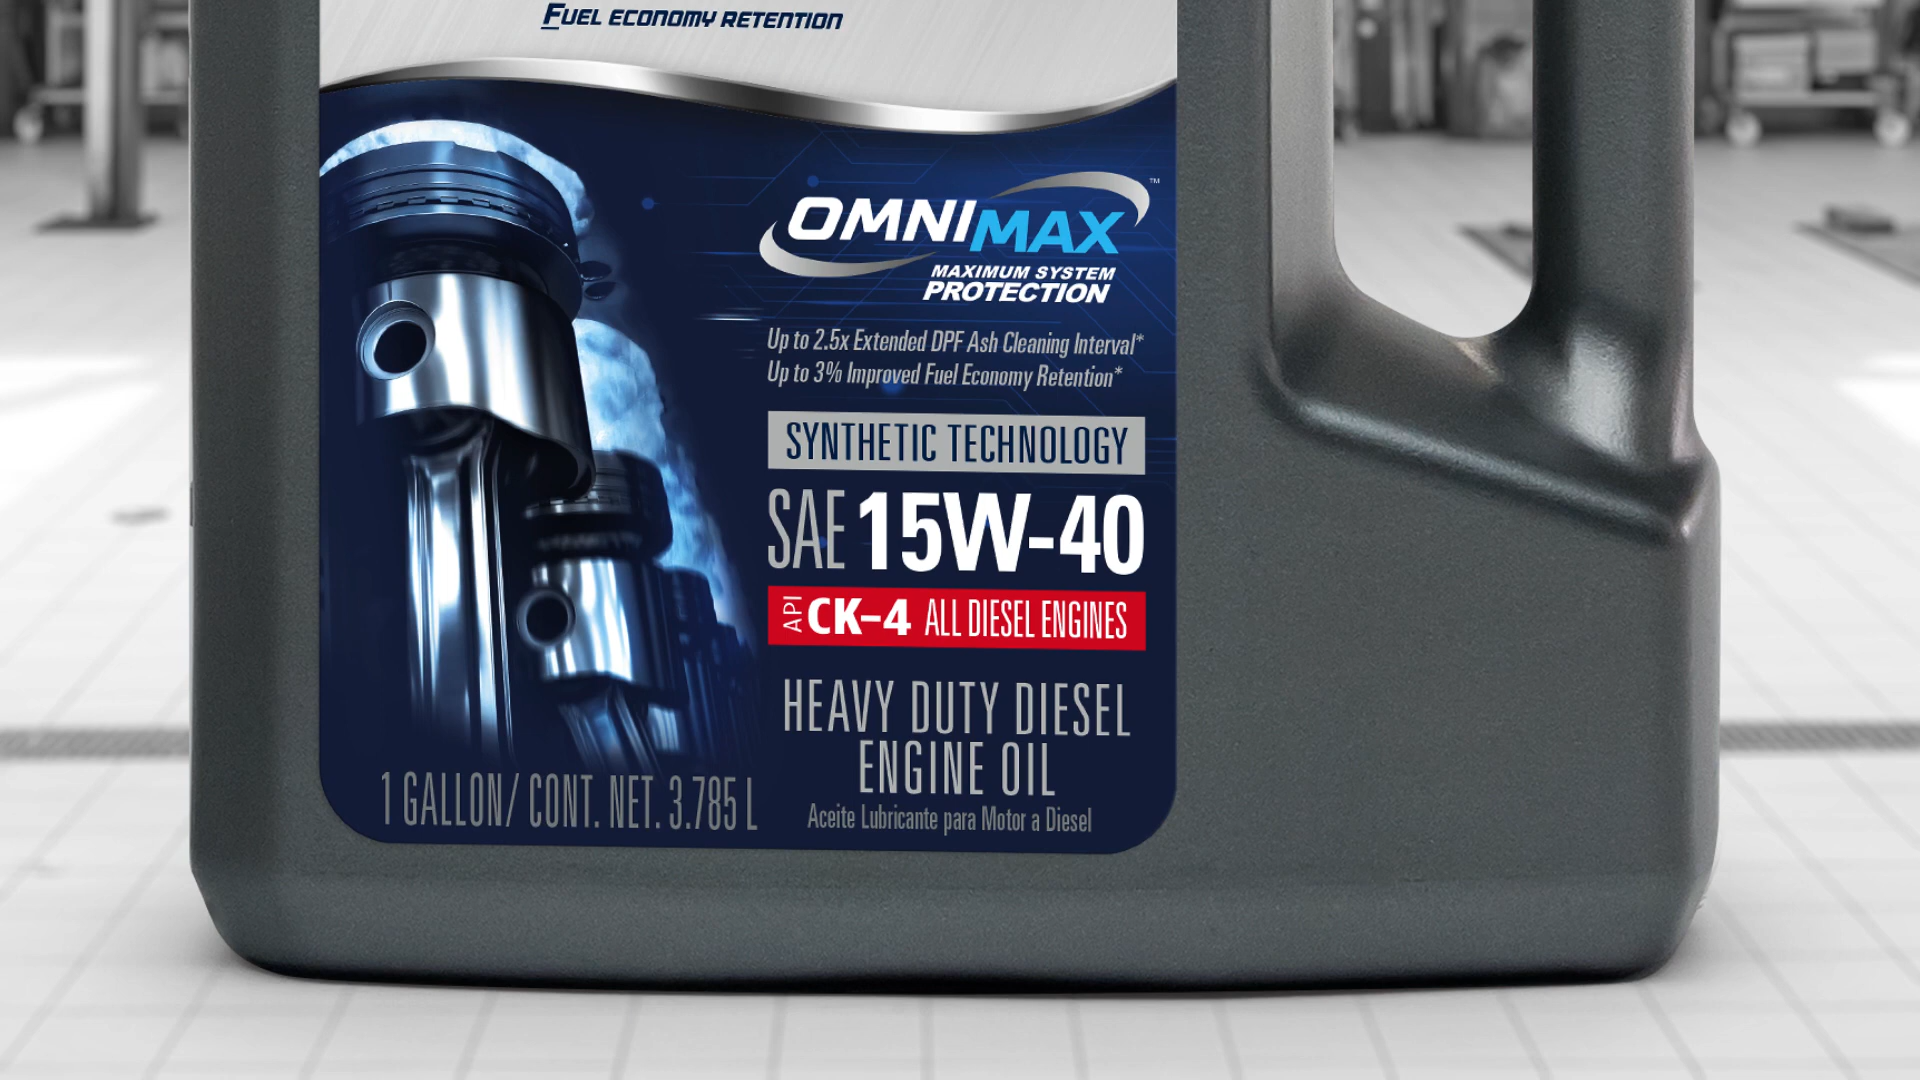 FUEL ECONOMY RETENTION
OMNIMAX™
MAXIMUM SYSTEM
PROTECTION
Up to 2.5x Extended DPF Ash Cleaning Interval*
Up to 3% Improved Fuel Economy Retention*
SYNTHETIC TECHNOLOGY
SAE 15W-40
API CK-4 ALL DIESEL ENGINES
HEAVY DUTY DIESEL
ENGINE OIL
Aceite Lubricante para Motor a Diesel
1 GALLON/ CONT. NET. 3.785 L